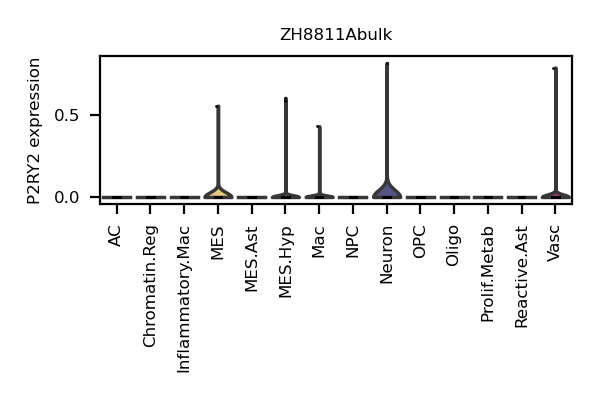 ZH8811Abulk
P2RY2 expression
0.5
0.0
AC
Chromatin.Reg
Inflammatory.Mac
MES
MES.Ast
MES.Hyp
Mac
NPC
Neuron
OPC
Oligo
Prolif.Metab
Reactive.Ast
Vasc